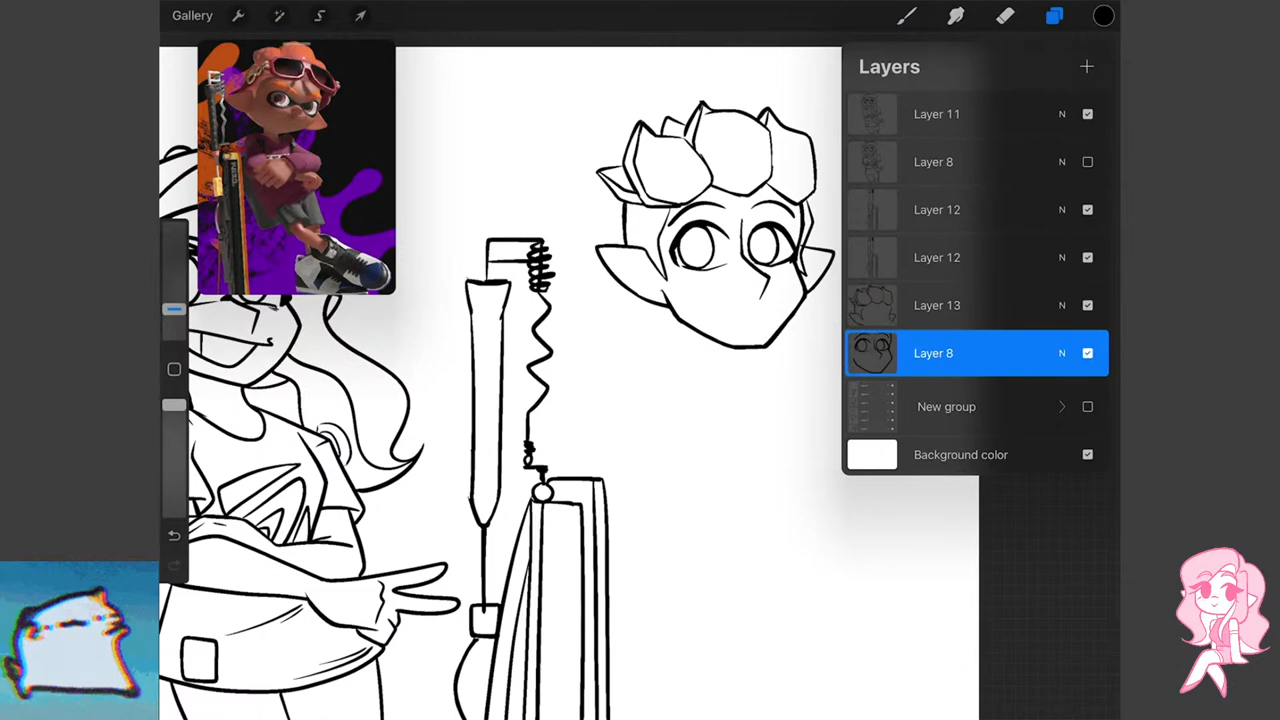 Gallery
Layers
Layer 11 N
Layer 8 N
Layer 12 N
Layer 12 N
Layer 13 N
Layer 8 N
New group
Background color